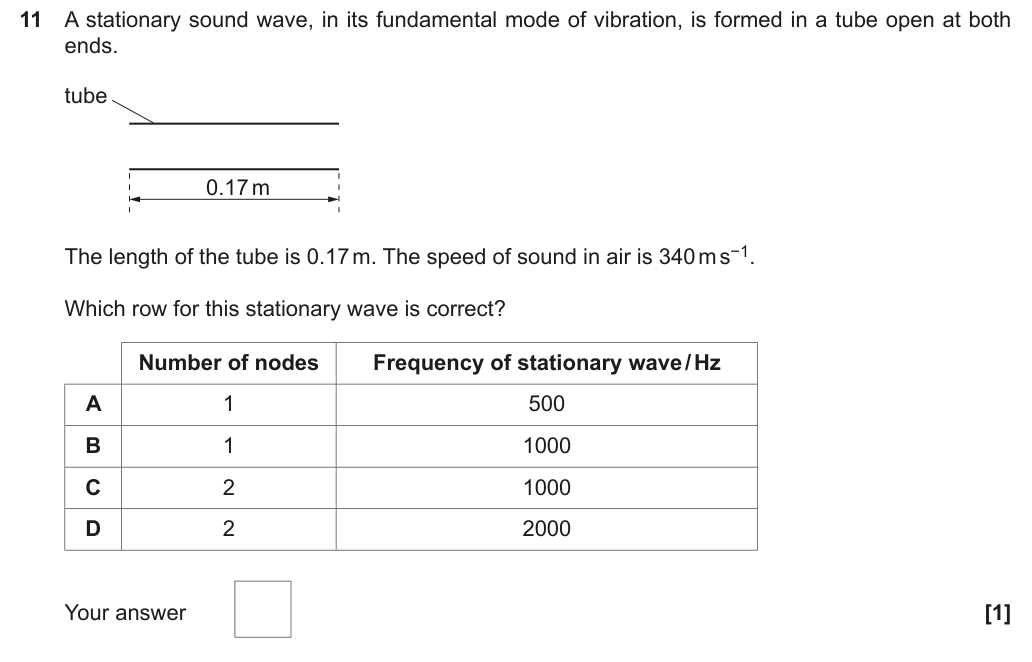 11 A stationary sound wave, in its fundamental mode of vibration, is formed in a tube open at both
ends.
tube
0.17 m
The length of the tube is 0.17 m. The speed of sound in air is 340 m s⁻¹.
Which row for this stationary wave is correct?
Number of nodes Frequency of stationary wave / Hz
A 1 500
B 1 1000
C 2 1000
D 2 2000
Your answer [1]